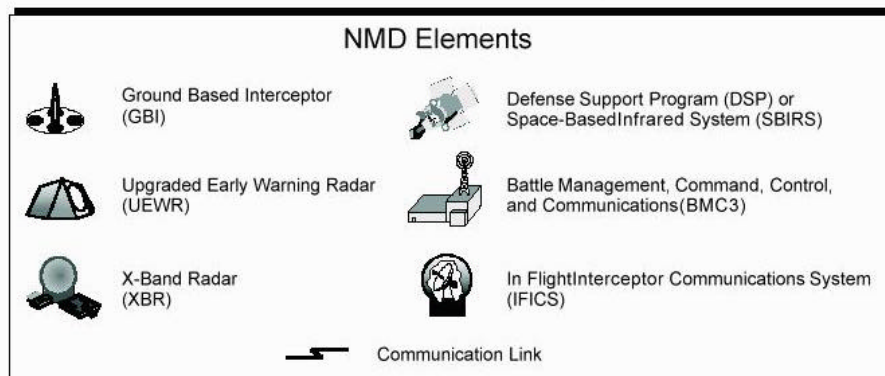 NMD Elements
Ground Based Interceptor
(GBI)
Defense Support Program (DSP) or
Space-BasedInfrared System (SBIRS)
Upgraded Early Warning Radar
(UEWR)
Battle Management, Command, Control,
and Communications(BMC3)
X-Band Radar
(XBR)
In FlightInterceptor Communications System
(IFICS)
Communication Link